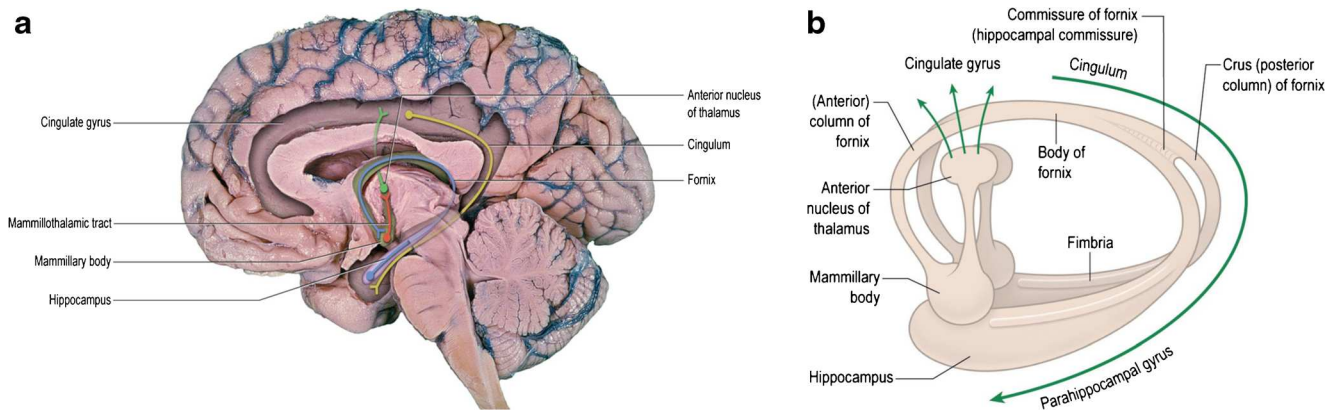 a
Cingulate gyrus
Mammillothalamic tract
Mammillary body
Hippocampus
Anterior nucleus
of thalamus
Cingulum
Fornix
b
Commissure of fornix
(hippocampal commissure)
Cingulate gyrus
Cingulum
Crus (posterior
column) of fornix
(Anterior)
column of
fornix
Body of
fornix
Anterior
nucleus of
thalamus
Fimbria
Mammillary
body
Hippocampus
Parahippocampal gyrus